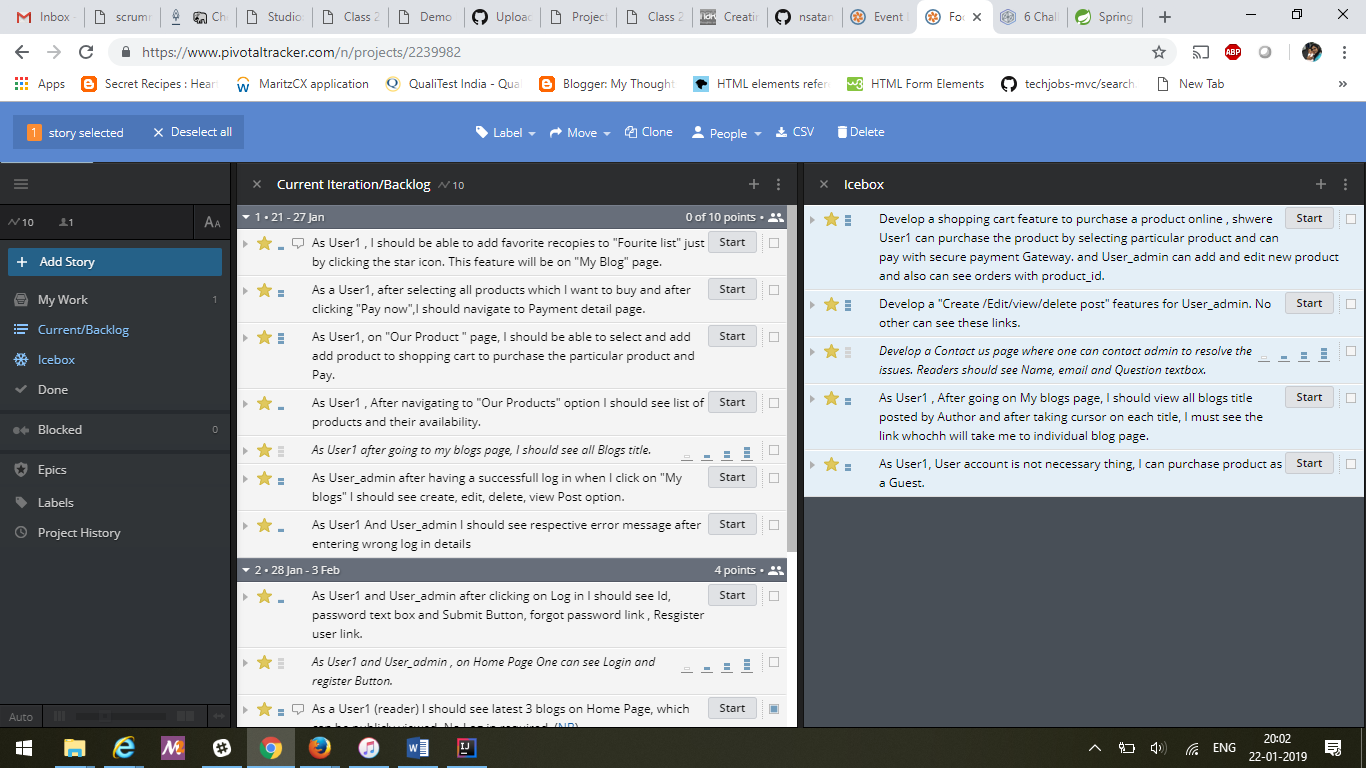 Inbox
scrumr
Ch
Studio
Class 2
Demo
Uploac
Project
Class 2
Creatin
nsatan
Event
Fo
6 Chal
Spring
https://www.pivotaltracker.com/n/projects/2239982
ABP
Apps
Secret Recipes : Hear
MaritzCX application
QualiTest India - Qua
Blogger: My Thought
HTML elements refer
HTML Form Elements
techjobs-mvc/search.
New Tab
»
1 story selected
Deselect all
Label
Move
Clone
People
CSV
Delete
10
1
AA
Add Story
My Work 1
Current/Backlog
Icebox
Done
Blocked 0
Epics
Labels
Project History
Auto
Current Iteration/Backlog 10
1 • 21 - 27 Jan 0 of 10 points •
As User1 , I should be able to add favorite recopies to "Fourite list" just Start
by clicking the star icon. This feature will be on "My Blog" page.
As a User1, after selecting all products which I want to buy and after Start
clicking "Pay now",I should navigate to Payment detail page.
As User1, on "Our Product " page, I should be able to select and add Start
add product to shopping cart to purchase the particular product and
Pay.
As User1 , After navigating to "Our Products" option I should see list of Start
products and their availability.
As User1 after going to my blogs page, I should see all Blogs title.
As User_admin after having a successfull log in when I click on "My Start
blogs" I should see create, edit, delete, view Post option.
As User1 And User_admin I should see respective error message after Start
entering wrong log in details
2 • 28 Jan - 3 Feb 4 points •
As User1 and User_admin after clicking on Log in I should see Id, Start
password text box and Submit Button, forgot password link , Resgister
user link.
As User1 and User_admin , on Home Page One can see Login and
register Button.
As a User1 (reader) I should see latest 3 blogs on Home Page, which Start
can be publicly viewed. No Log in required. (NR)
Icebox
Develop a shopping cart feature to purchase a product online , shwere Start
User1 can purchase the product by selecting particular product and can
pay with secure payment Gateway. and User_admin can add and edit new product
and also can see orders with product_id.
Develop a "Create /Edit/view/delete post" features for User_admin. No Start
other can see these links.
Develop a Contact us page where one can contact admin to resolve the
issues. Readers should see Name, email and Question textbox.
As User1 , After going on My blogs page, I should view all blogs title Start
posted by Author and after taking cursor on each title, I must see the
link whochh will take me to individual blog page.
As User1, User account is not necessary thing, I can purchase product as Start
a Guest.
ENG
20:02
22-01-2019